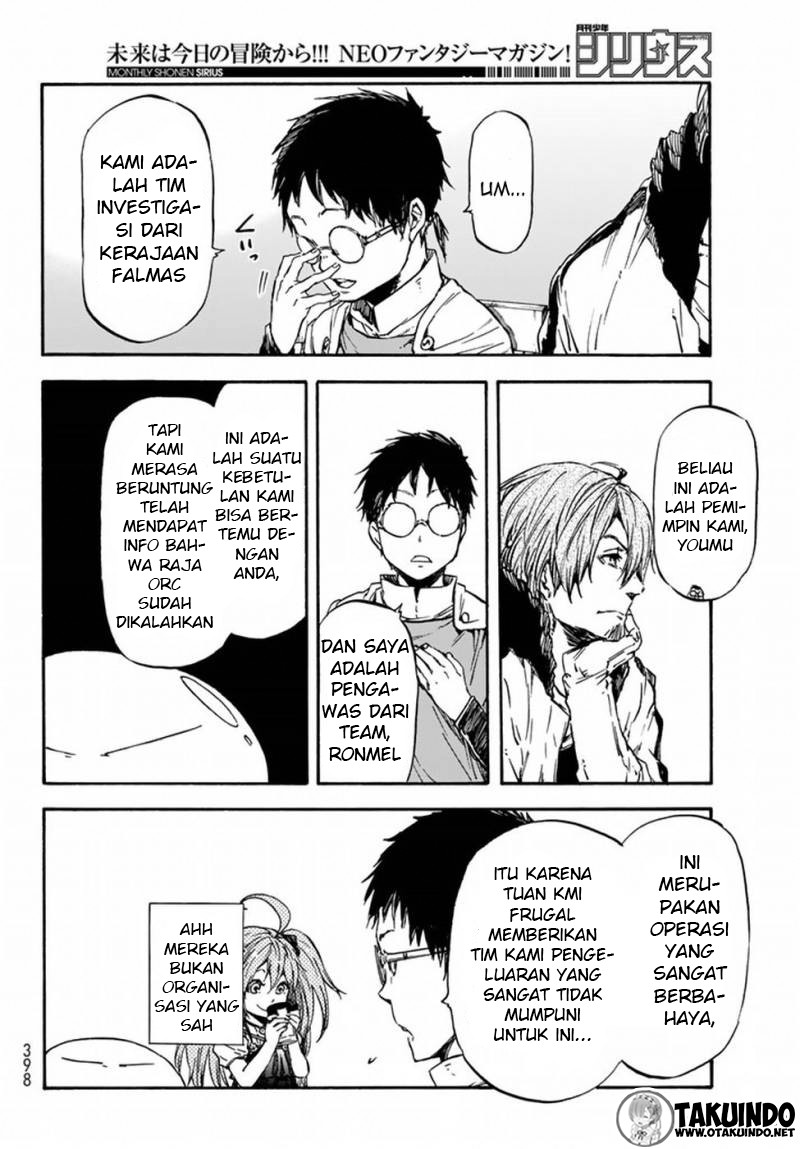 未来は今日の冒険から!!! NEOファンタジーマガジン!
月刊少年
シリウス
MONTHLY SHONEN SIRIUS
UM...
KAMI ADA-
LAH TIM
INVESTIGA-
SI DARI
KERAJAAN
FALMAS
BELIAU
INI ADA-
LAH PEMI-
MPIN KAMI,
YOUMU
DAN SAYA
ADALAH
PENGA-
WAS DARI
TEAM,
RONMEL
INI ADA-
LAH SUATU
KEBETU-
LAN KAMI
BISA BER-
TEMU DE-
NGAN
ANDA,
TAPI
KAMI
MERASA
BERUNTUNG
TELAH
MENDAPAT
INFO BAH-
WA RAJA
ORC
SUDAH
DIKALAHKAN
INI
MERU-
PAKAN
OPERASI
YANG
SANGAT
BERBA-
HAYA,
ITU KARENA
TUAN KMI
FRUGAL
MEMBERIKAN
TIM KAMI PENGE-
LUARAN YANG
SANGAT TIDAK
MUMPUNI
UNTUK INI...
AHH
MEREKA
BUKAN
ORGANI-
SASI YANG
SAH
398
TAKUINDO
WWW.OTAKUINDO.NET